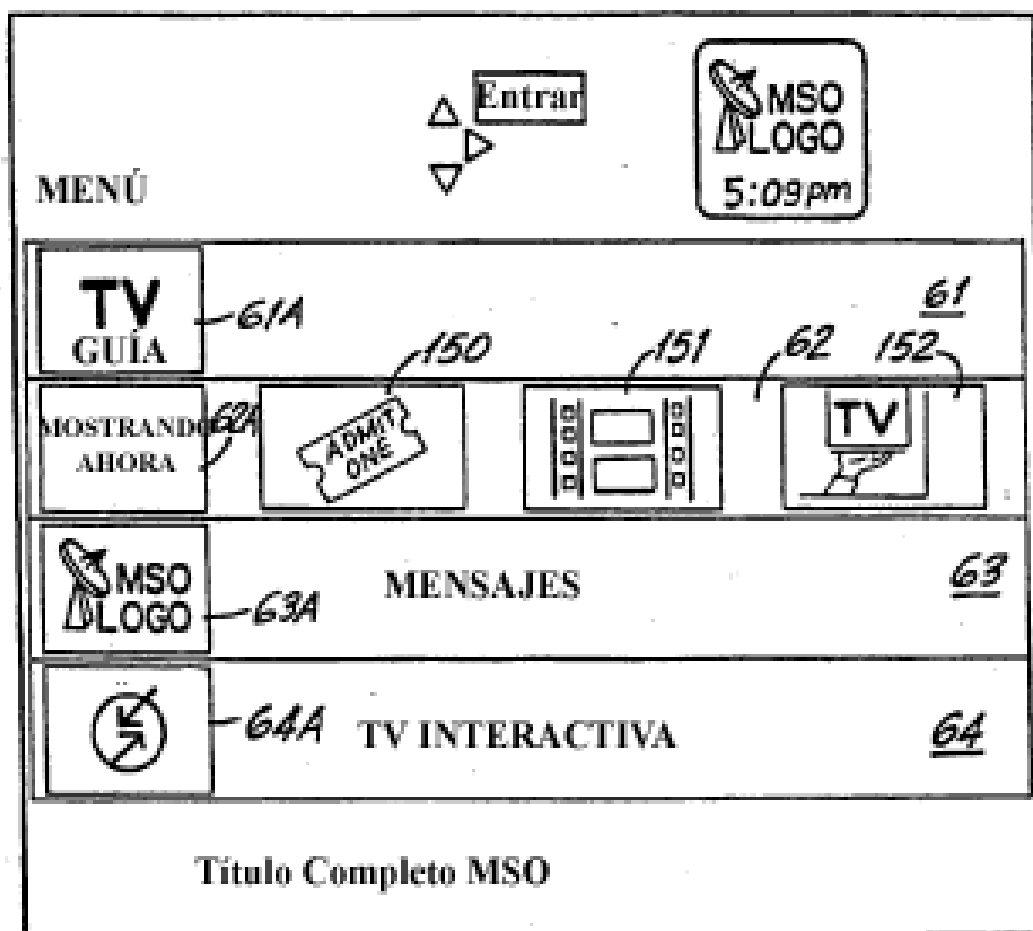 Entrar
MSO
LOGO
5:09pm
MENÚ
TV
GUÍA
61A
61
150
151
62
152
MOSTRANDO
AHORA
62A
ADMIT
ONE
TV
MSO
LOGO
63A
MENSAJES
63
64A
TV INTERACTIVA
64
Título Completo MSO